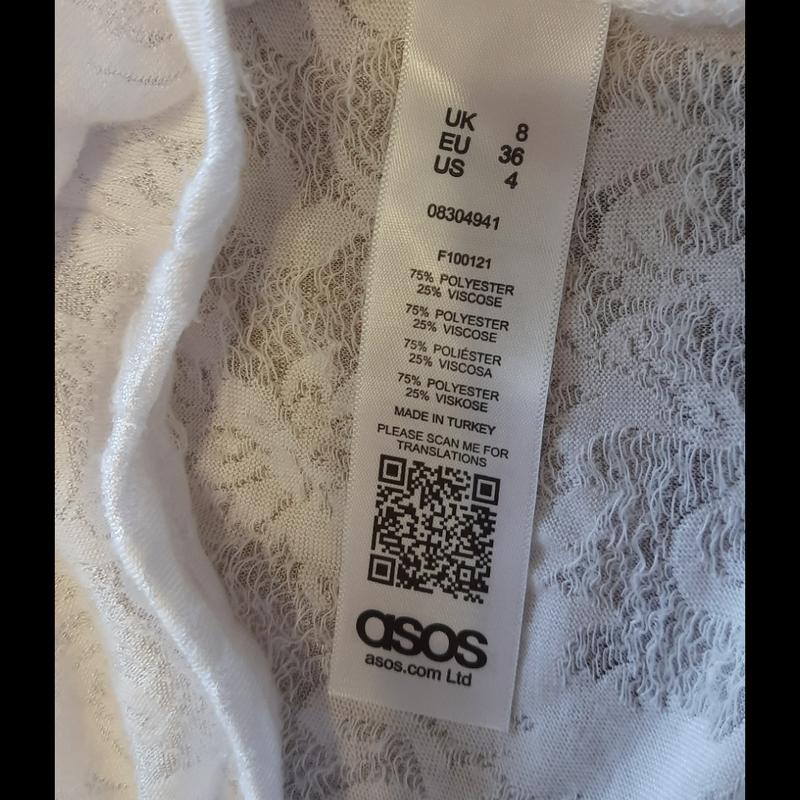 UK 8
EU 36
US 4
08304941
F100121
75% POLYESTER
25% VISCOSE
75% POLYESTER
25% VISCOSE
75% POLIÉSTER
25% VISCOSA
75% POLYESTER
25% VISKOSE
MADE IN TURKEY
PLEASE SCAN ME FOR
TRANSLATIONS
asos
asos.com Ltd